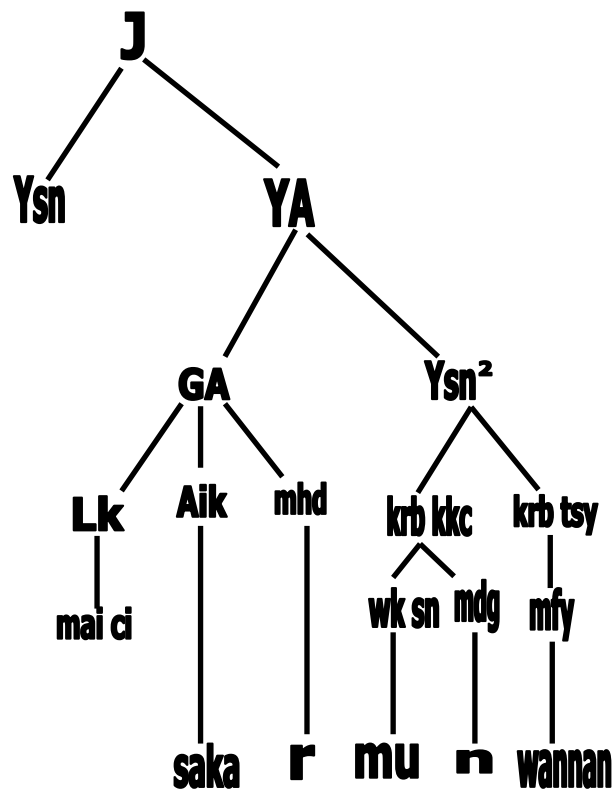 J
Ysn YA
GA Ysn²
Lk Aik mhd krb kkc krb tsy
mai ci wk sn mdg mfy
saka r mu n wannan